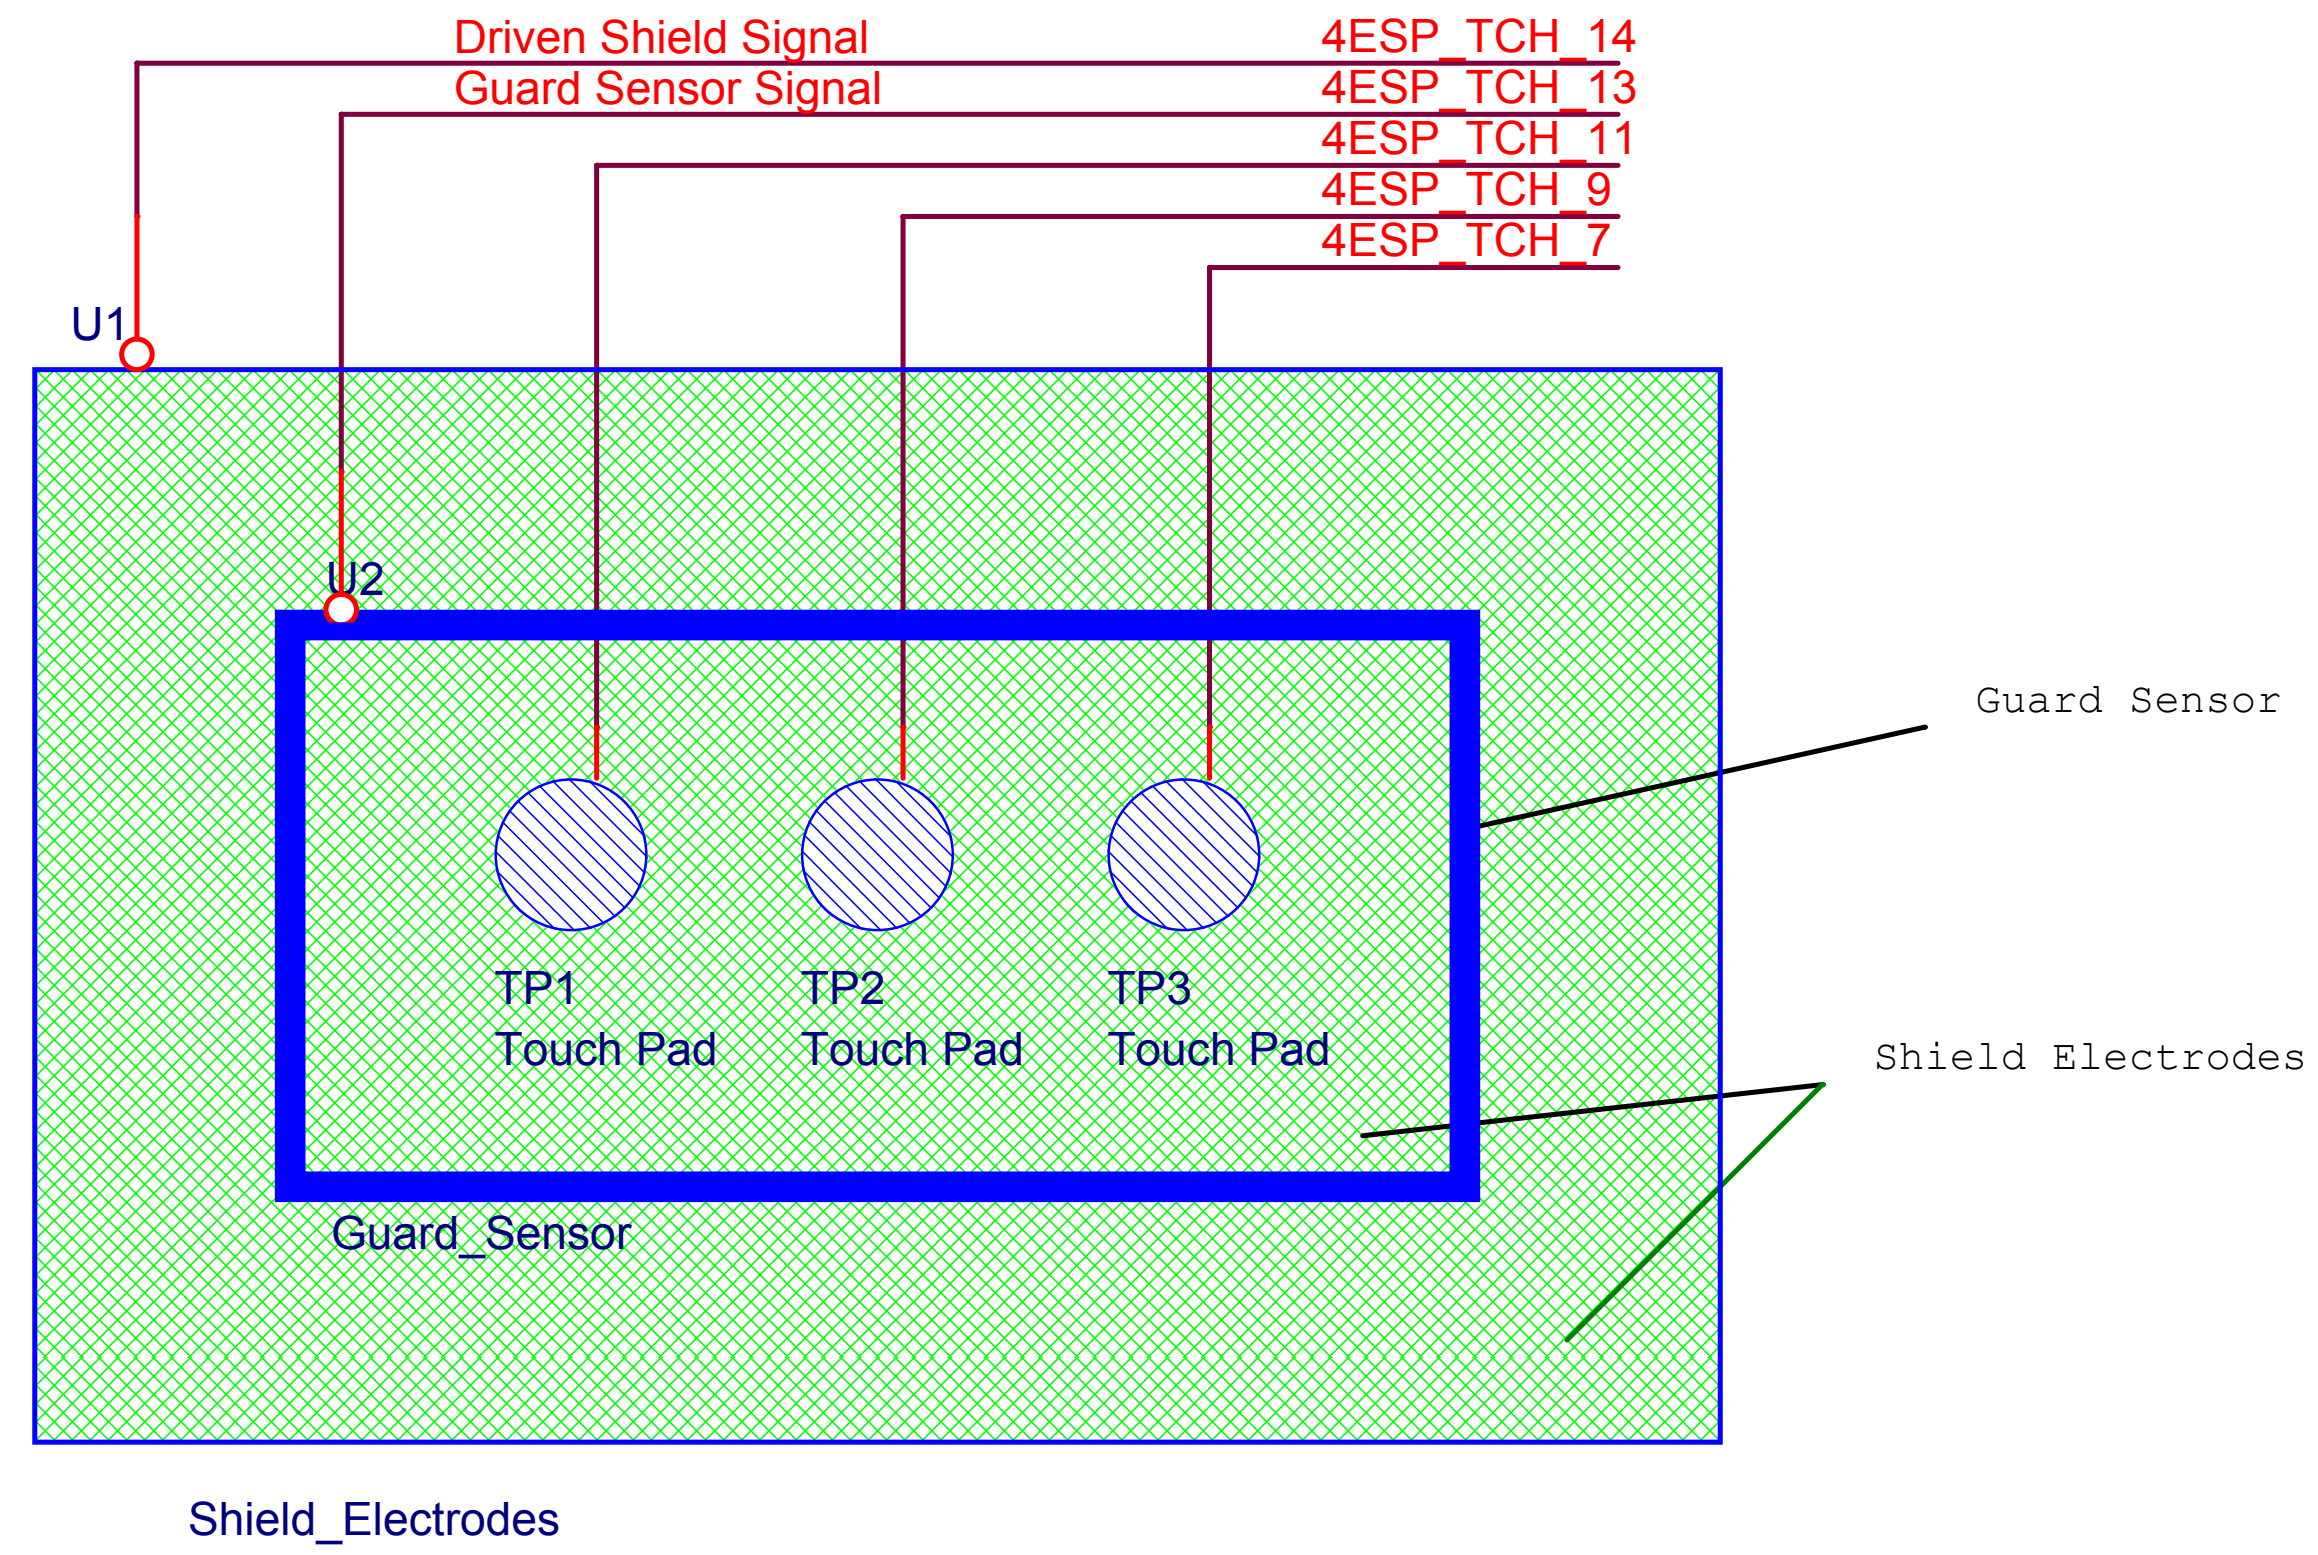 Driven Shield Signal
4ESP_TCH_14
Guard Sensor Signal
4ESP_TCH_13
4ESP_TCH_11
4ESP_TCH_9
4ESP_TCH_7
U1
U2
Guard Sensor
TP1
TP2
TP3
Touch Pad
Touch Pad
Touch Pad
Shield Electrodes
Guard_Sensor
Shield_Electrodes